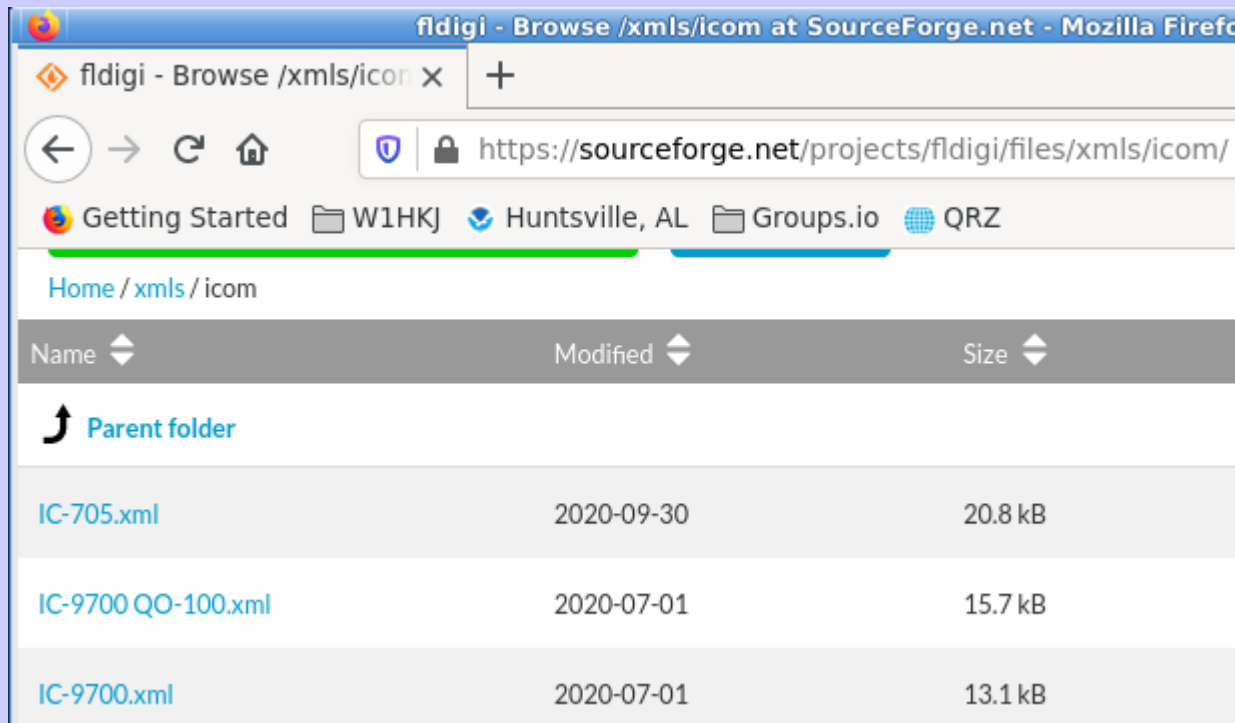 fldigi - Browse /xmls/icom at SourceForge.net - Mozilla Firefo
fldigi - Browse /xmls/icon
https://sourceforge.net/projects/fldigi/files/xmls/icom/
Getting Started W1HKJ Huntsville, AL Groups.io QRZ
Home / xmls / icom
Name Modified Size
Parent folder
IC-705.xml 2020-09-30 20.8 kB
IC-9700 QO-100.xml 2020-07-01 15.7 kB
IC-9700.xml 2020-07-01 13.1 kB